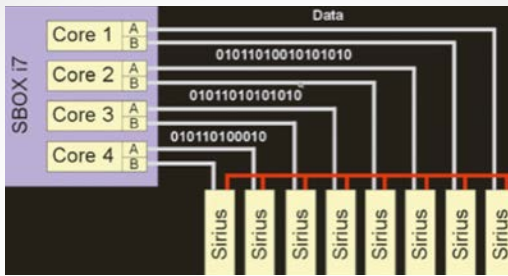 Data
SBOX i7
Core 1 A B
010110100101010101
Core 2 A B
01011010101010
Core 3 A B
010110100010
Core 4 A B
Sirius
Sirius
Sirius
Sirius
Sirius
Sirius
Sirius
Sirius